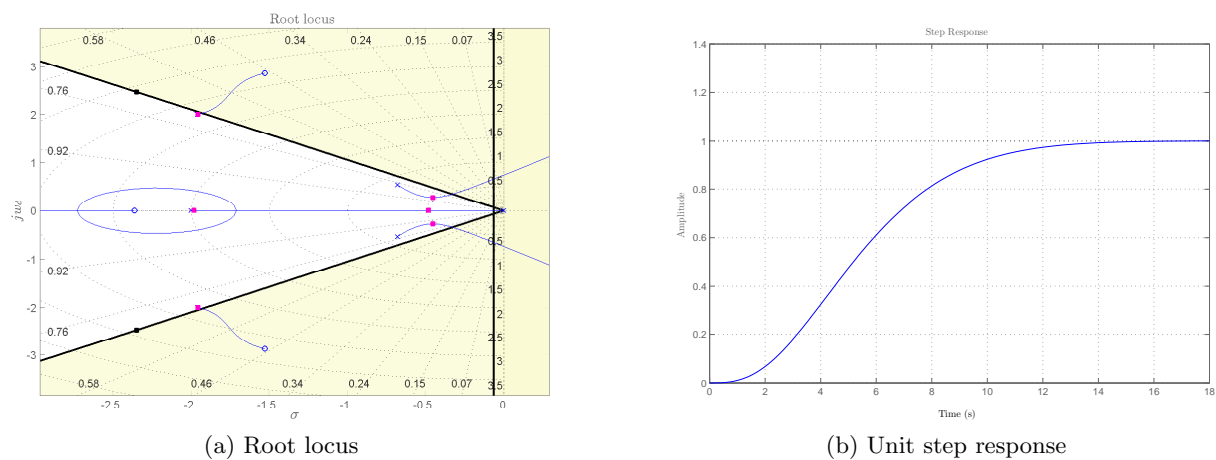 Root locus
0.58 0.46 0.34 0.24 0.15 0.07 3.5
3
3 2.5
0.76
2 2
1.5
0.92
1 1
0.5
0
0.5
-1 1
0.92
1.5
-2 2
0.76 2.5
-3 3
0.58 0.46 0.34 0.24 0.15 0.07 3.5
-2.5 -2 -1.5 -1 -0.5 0
σ
Step Response
1.4
1.2
1
0.8
0.6
0.4
0.2
0
0 2 4 6 8 10 12 14 16 18
Amplitude
Time (s)
(a) Root locus
(b) Unit step response